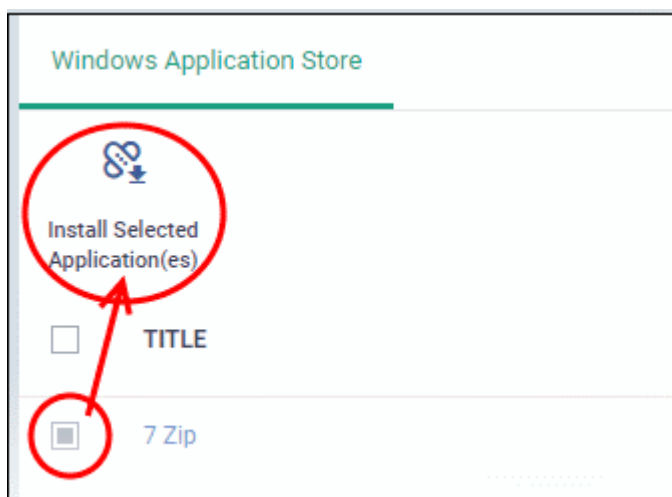 Windows Application Store
Install Selected
Application(es)
TITLE
7 Zip